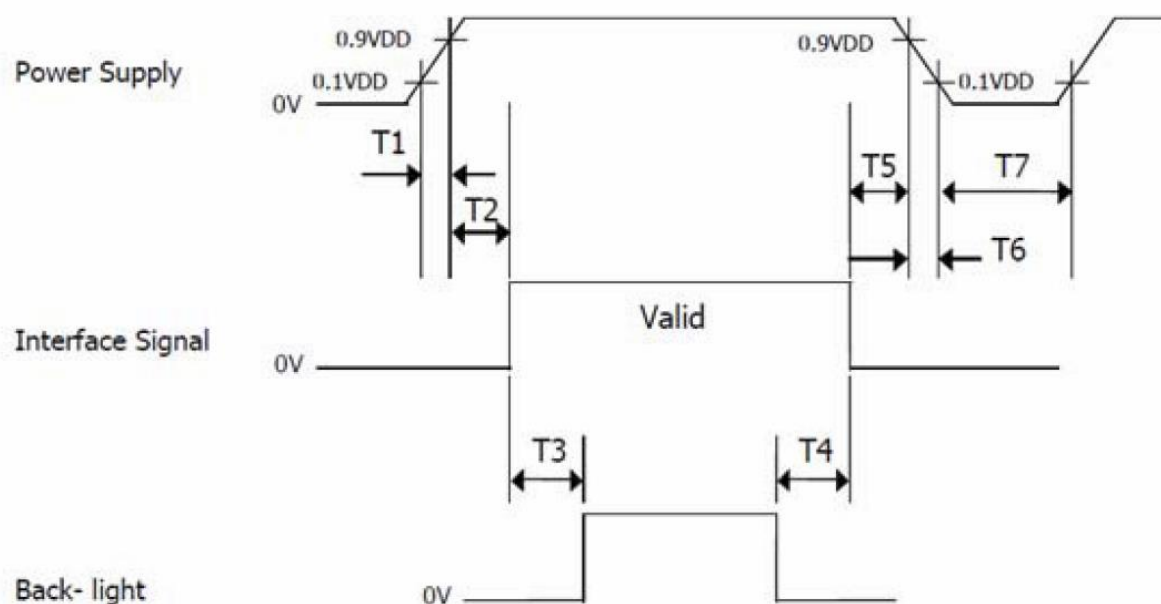 0.9VDD
0.9VDD
Power Supply
0.1VDD
0.1VDD
0V
T1
T5
T7
T2
T6
Valid
Interface Signal
0V
T3
T4
Back- light
0V